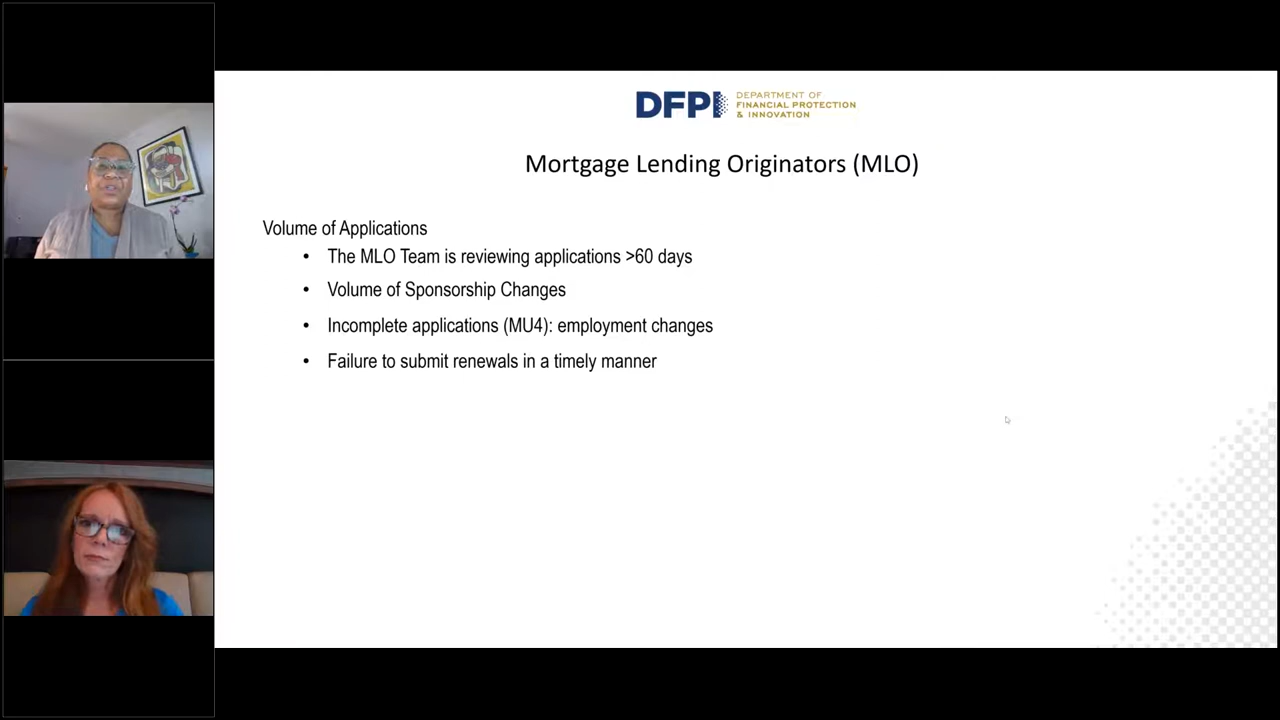 DFPI
DEPARTMENT OF
FINANCIAL PROTECTION
& INNOVATION
Mortgage Lending Originators (MLO)
Volume of Applications
• The MLO Team is reviewing applications >60 days
• Volume of Sponsorship Changes
• Incomplete applications (MU4): employment changes
• Failure to submit renewals in a timely manner